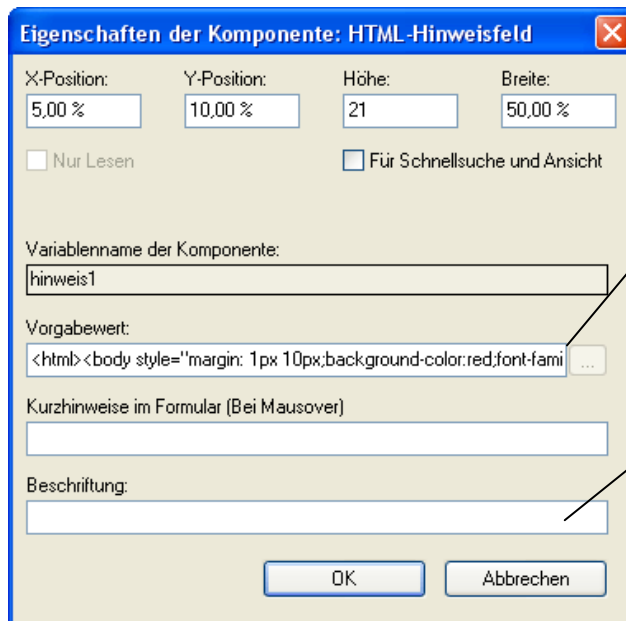 Eigenschaften der Komponente: HTML-Hinweisfeld
X-Position: Y-Position: Höhe: Breite:
5,00 % 10,00 % 21 50,00 %
Nur Lesen Für Schnellsuche und Ansicht
Variablenname der Komponente:
hinweis1
Vorgabewert:
<html><body style="margin: 1px 10px;background-color:red;font-fami ...
Kurzhinweise im Formular (Bei Mausover)
Beschriftung:
OK Abbrechen